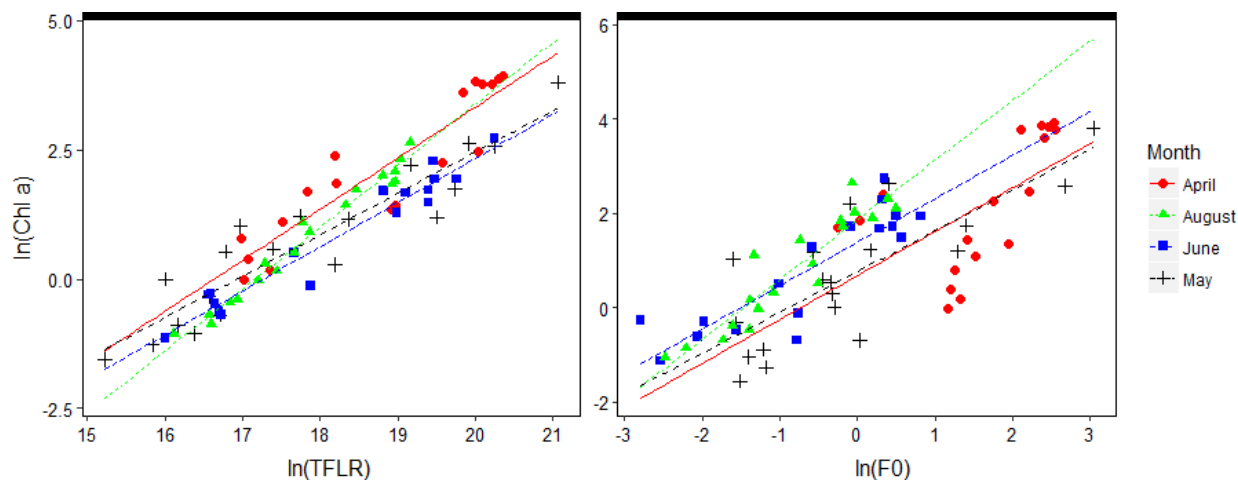 5.0
2.5
0.0
-2.5
ln(Chl a)
15 16 17 18 19 20 21
ln(TFLR)
6
4
2
0
-2
-3 -2 -1 0 1 2 3
ln(F0)
Month
April
August
June
May